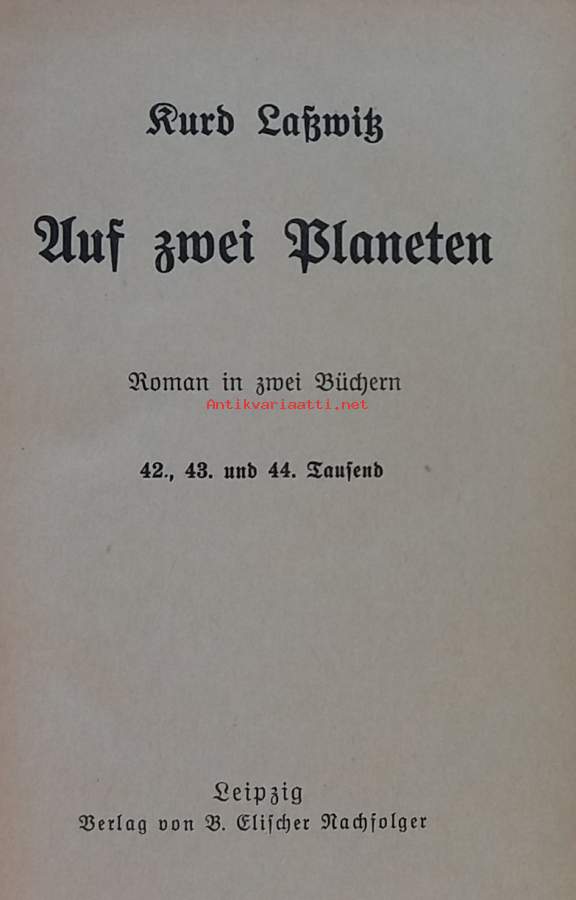 Kurd Laßwitz
Auf zwei Planeten
Roman in zwei Büchern
Antikvariaatti.net
42., 43. und 44. Tauſend
Leipzig
Verlag von B. Eliſcher Nachfolger